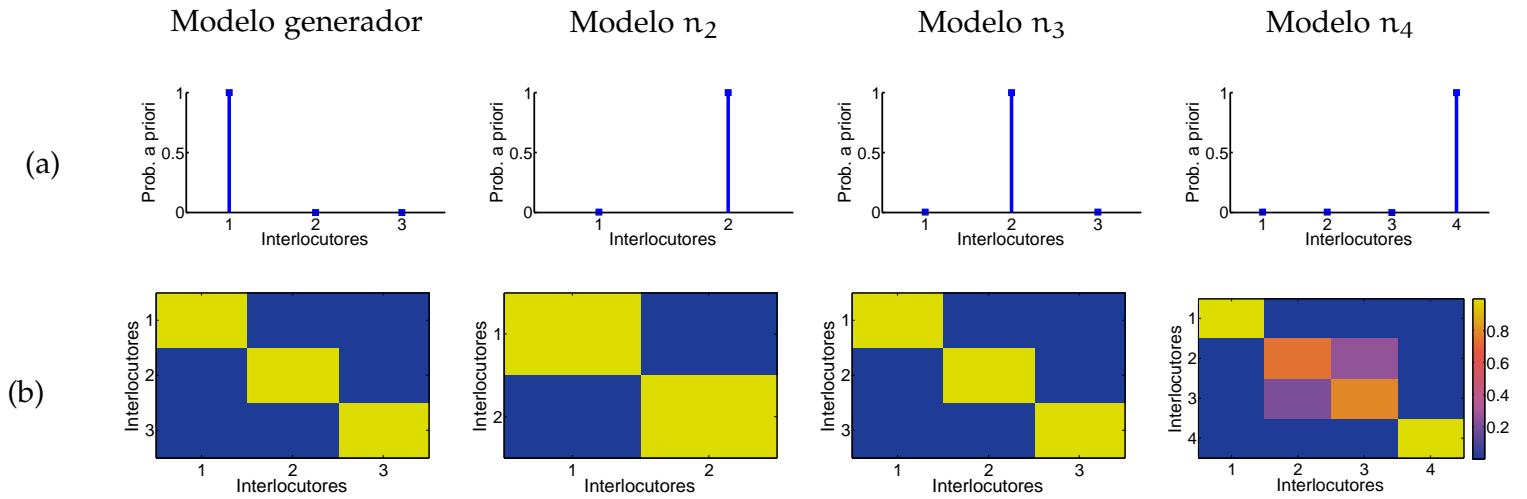 Modelo generador
Modelo n2
Modelo n3
Modelo n4
(a)
Prob. a priori
1
0.5
0
1 2 3
Interlocutores
Prob. a priori
1
0.5
0
1 2
Interlocutores
Prob. a priori
1
0.5
0
1 2 3
Interlocutores
Prob. a priori
1
0.5
0
1 2 3 4
Interlocutores
(b)
Interlocutores
1
2
3
1 2 3
Interlocutores
Interlocutores
1
2
1 2
Interlocutores
Interlocutores
1
2
3
1 2 3
Interlocutores
Interlocutores
1
2
3
4
1 2 3 4
Interlocutores
0.8
0.6
0.4
0.2